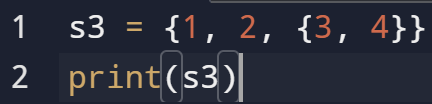 1 s3 = {1, 2, {3, 4}}
2 print(s3)